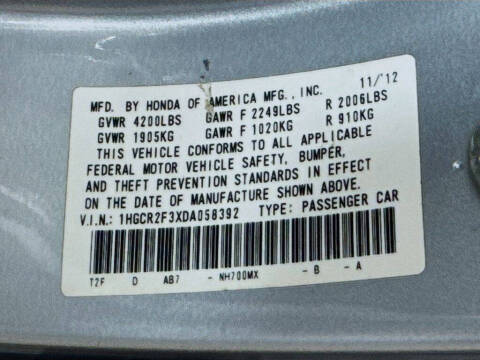 MFD. BY HONDA OF AMERICA MFG., INC. 11/'12
GVWR 4200LBS GAWR F 2249LBS R 2006LBS
GVWR 1905KG GAWR F 1020KG R 910KG
THIS VEHICLE CONFORMS TO ALL APPLICABLE
FEDERAL MOTOR VEHICLE SAFETY, BUMPER,
AND THEFT PREVENTION STANDARDS IN EFFECT
ON THE DATE OF MANUFACTURE SHOWN ABOVE.
V.I.N.: 1HGCR2F3XDA058392 TYPE: PASSENGER CAR
T2F D AB7 -NH700MX -B -A